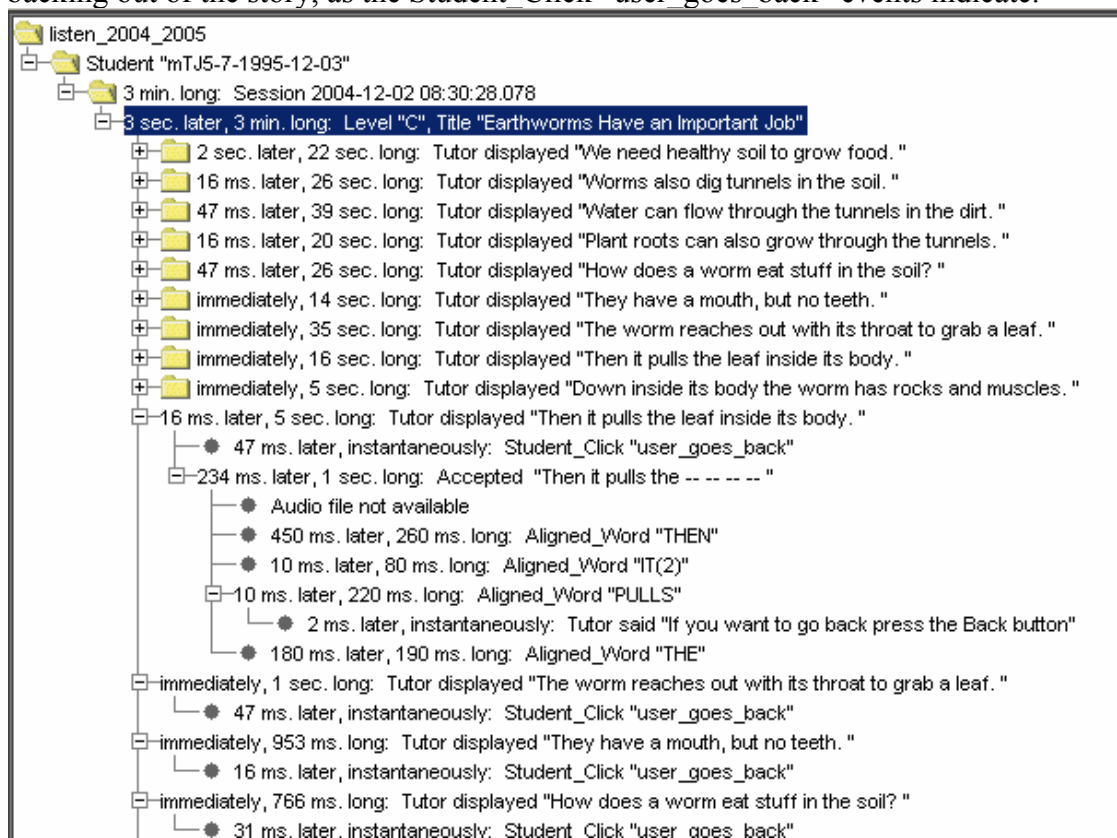 backing out of the story, as the Student_Click "user_goes_back" events indicate.
listen_2004_2005
Student "mTJ5-7-1995-12-03"
3 min. long: Session 2004-12-02 08:30:28.078
3 sec. later, 3 min. long: Level "C", Title "Earthworms Have an Important Job"
2 sec. later, 22 sec. long: Tutor displayed "We need healthy soil to grow food. "
16 ms. later, 26 sec. long: Tutor displayed "Worms also dig tunnels in the soil. "
47 ms. later, 39 sec. long: Tutor displayed "Water can flow through the tunnels in the dirt. "
16 ms. later, 20 sec. long: Tutor displayed "Plant roots can also grow through the tunnels. "
47 ms. later, 26 sec. long: Tutor displayed "How does a worm eat stuff in the soil? "
immediately, 14 sec. long: Tutor displayed "They have a mouth, but no teeth. "
immediately, 35 sec. long: Tutor displayed "The worm reaches out with its throat to grab a leaf. "
immediately, 16 sec. long: Tutor displayed "Then it pulls the leaf inside its body. "
immediately, 5 sec. long: Tutor displayed "Down inside its body the worm has rocks and muscles. "
16 ms. later, 5 sec. long: Tutor displayed "Then it pulls the leaf inside its body. "
47 ms. later, instantaneously: Student_Click "user_goes_back"
234 ms. later, 1 sec. long: Accepted "Then it pulls the -- -- -- -- "
Audio file not available
450 ms. later, 260 ms. long: Aligned_Word "THEN"
10 ms. later, 80 ms. long: Aligned_Word "IT(2)"
10 ms. later, 220 ms. long: Aligned_Word "PULLS"
2 ms. later, instantaneously: Tutor said "If you want to go back press the Back button"
180 ms. later, 190 ms. long: Aligned_Word "THE"
immediately, 1 sec. long: Tutor displayed "The worm reaches out with its throat to grab a leaf. "
47 ms. later, instantaneously: Student_Click "user_goes_back"
immediately, 953 ms. long: Tutor displayed "They have a mouth, but no teeth. "
16 ms. later, instantaneously: Student_Click "user_goes_back"
immediately, 766 ms. long: Tutor displayed "How does a worm eat stuff in the soil? "
31 ms. later, instantaneously: Student_Click "user_goes_back"